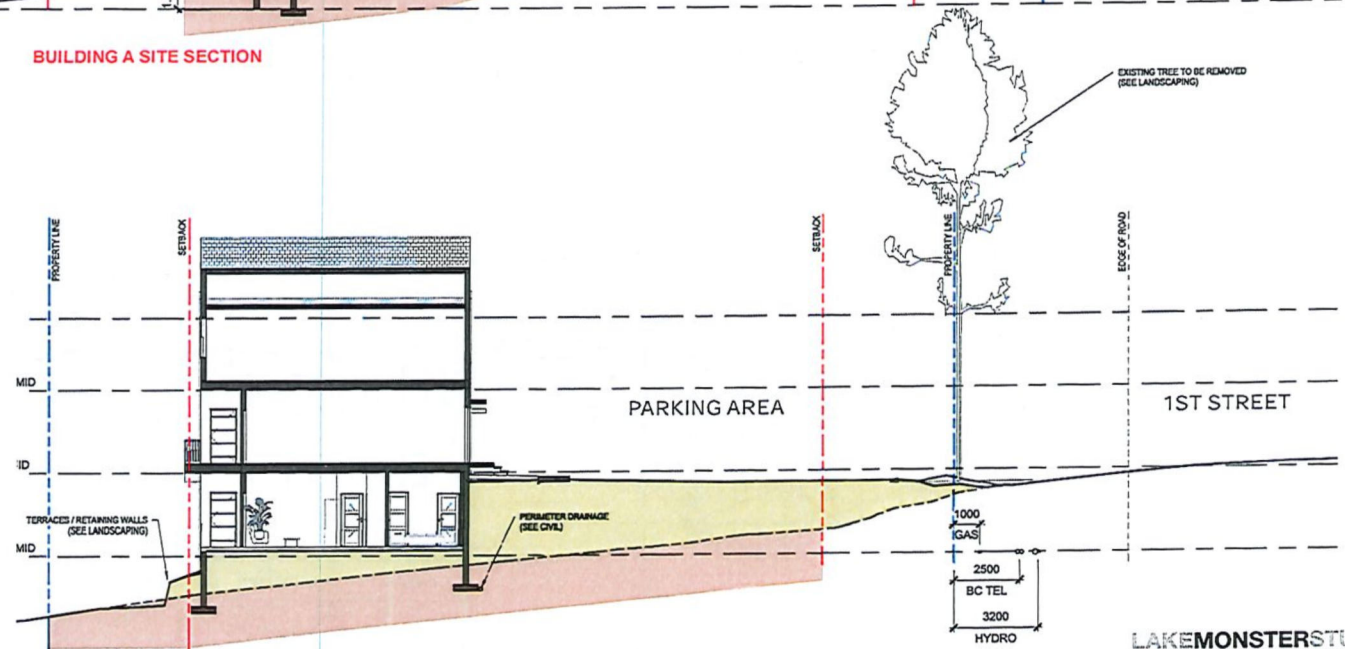 BUILDING A SITE SECTION
EXISTING TREE TO BE REMOVED
(SEE LANDSCAPING)
PROPERTY LINE
SETBACK
SETBACK
PROPERTY LINE
EDGE OF ROAD
MID
PARKING AREA
1ST STREET
ID
TERRACES / RETAINING WALLS
(SEE LANDSCAPING)
PERIMETER DRAINAGE
(SEE CIVIL)
MID
1000
GAS
2500
BC TEL
3200
HYDRO
LAKEMONSTERSTU